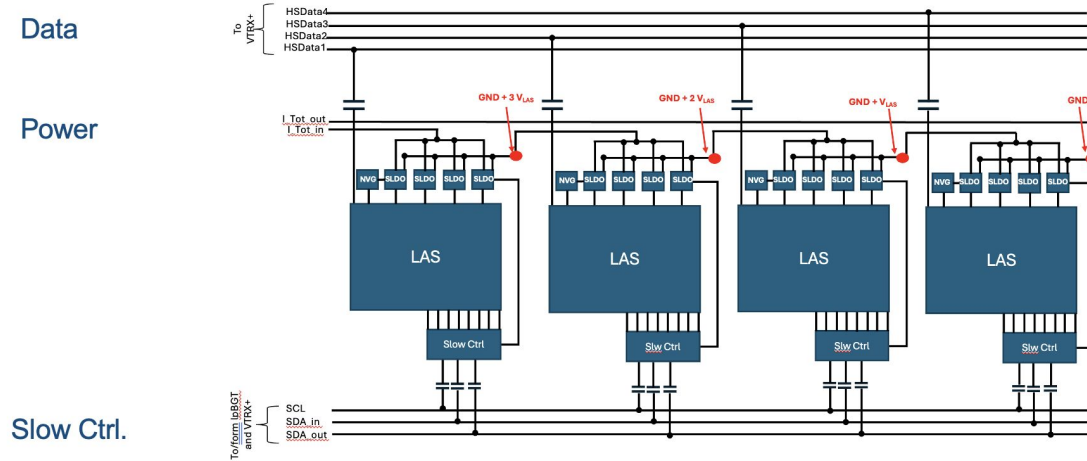 Data
To
VTRX+
HSData4
HSData3
HSData2
HSData1
Power
I_Tot_out
I_Tot_in
GND + 3 VLAS
GND + 2 VLAS
GND + VLAS
GND
NVG SLDO SLDO SLDO SLDO
NVG SLDO SLDO SLDO SLDO
NVG SLDO SLDO SLDO SLDO
NVG SLDO SLDO SLDO SLDO
LAS
LAS
LAS
LAS
Slow Ctrl
Slw Ctrl
Slw Ctrl
Slw Ctrl
Slow Ctrl.
To/form lpBGT
and VTRX+
SCL
SDA_in
SDA_out